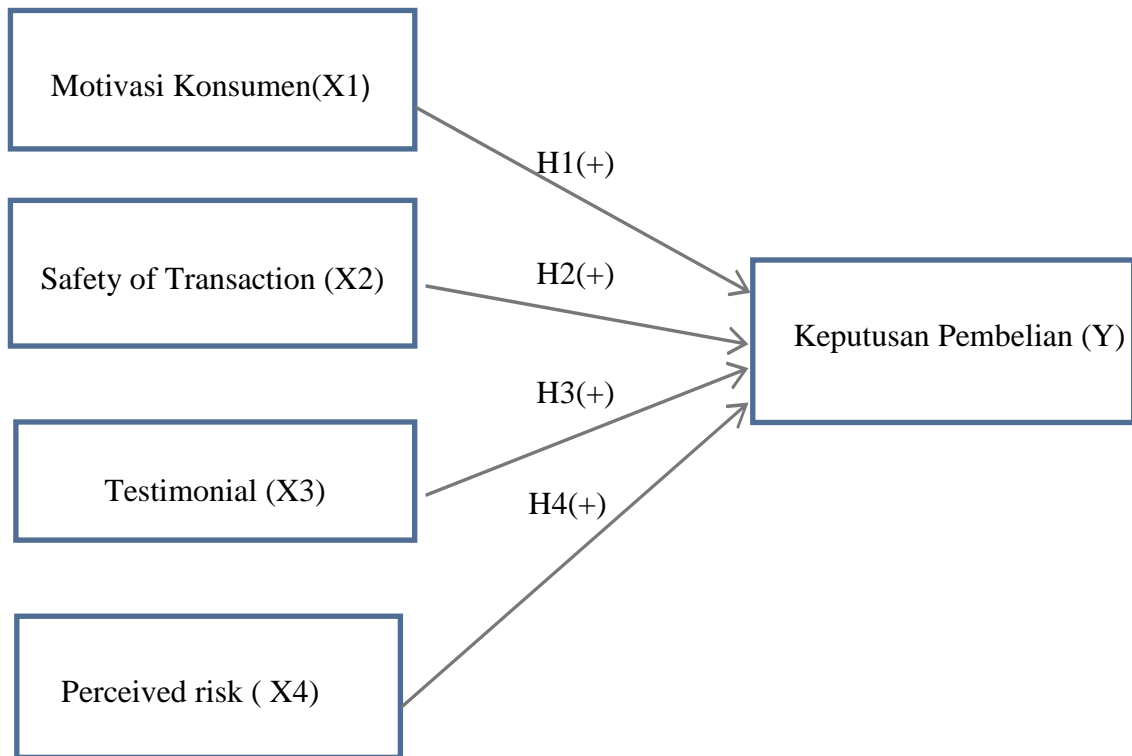 Motivasi Konsumen(X1)
H1(+)
Safety of Transaction (X2)
H2(+)
Keputusan Pembelian (Y)
H3(+)
Testimonial (X3)
H4(+)
Perceived risk ( X4)